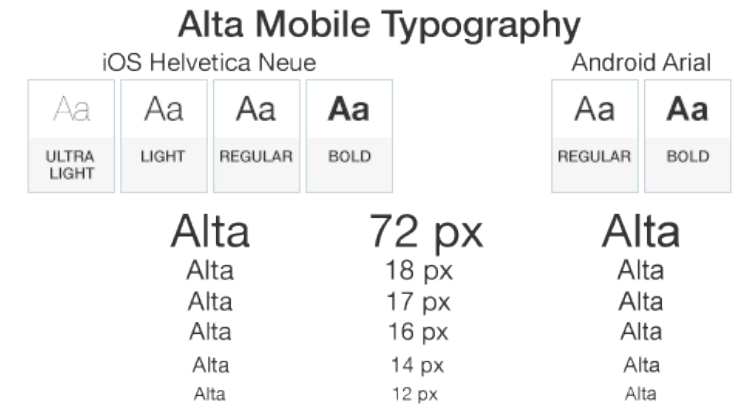 Alta Mobile Typography
iOS Helvetica Neue Android Arial
Aa Aa Aa Aa Aa Aa
ULTRA LIGHT REGULAR BOLD REGULAR BOLD
LIGHT
Alta 72 px Alta
Alta 18 px Alta
Alta 17 px Alta
Alta 16 px Alta
Alta 14 px Alta
Alta 12 px Alta